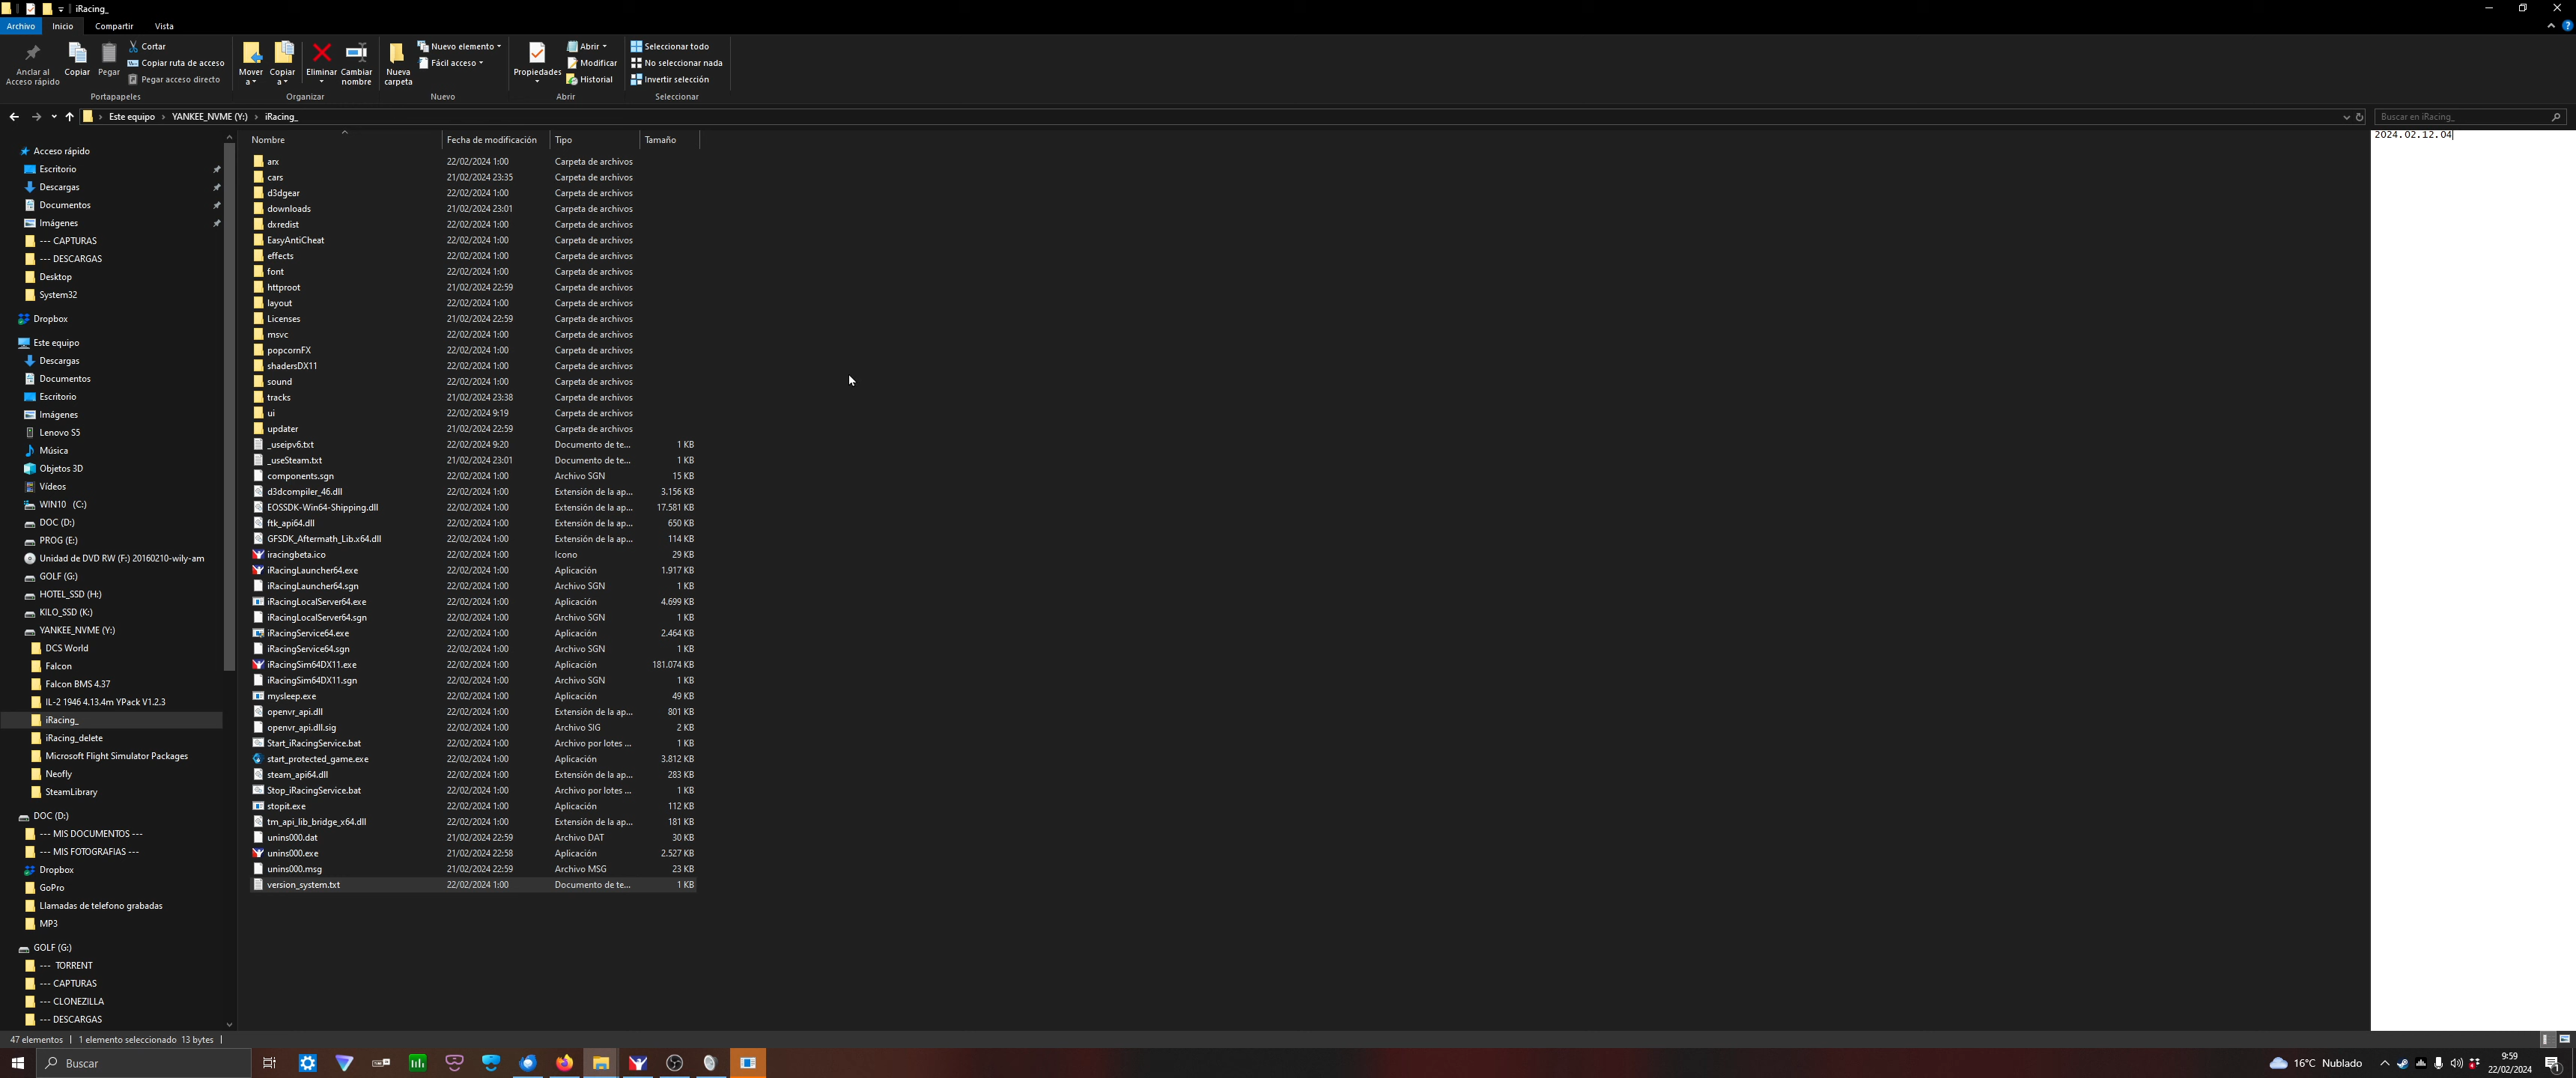 iRacing_
Archivo Inicio Compartir Vista
Anclar al Acceso rápido
Copiar
Pegar
Cortar
Copiar ruta de acceso
Pegar acceso directo
Portapapeles
Mover a
Copiar a
Eliminar
Cambiar nombre
Organizar
Nueva carpeta
Nuevo elemento
Fácil acceso
Nuevo
Propiedades
Abrir
Modificar
Historial
Abrir
Seleccionar todo
No seleccionar nada
Invertir selección
Seleccionar
Este equipo > YANKEE_NVME (Y:) > iRacing_
Buscar en iRacing_
Acceso rápido
Escritorio
Descargas
Documentos
Imágenes
--- CAPTURAS
--- DESCARGAS
Desktop
System32
Dropbox
Este equipo
Descargas
Documentos
Escritorio
Imágenes
Lenovo S5
Música
Objetos 3D
Vídeos
WIN10 (C:)
DOC (D:)
PROG (E:)
Unidad de DVD RW (F:) 20160210-wily-am
GOLF (G:)
HOTEL_SSD (H:)
KILO_SSD (K:)
YANKEE_NVME (Y:)
DCS World
Falcon
Falcon BMS 4.37
IL-2 1946 4.13.4m YPack V1.2.3
iRacing_
iRacing_delete
Microsoft Flight Simulator Packages
Neofly
SteamLibrary
DOC (D:)
--- MIS DOCUMENTOS ---
--- MIS FOTOGRAFIAS ---
Dropbox
GoPro
Llamadas de telefono grabadas
MP3
GOLF (G:)
--- TORRENT
--- CAPTURAS
--- CLONEZILLA
--- DESCARGAS
Nombre Fecha de modificación Tipo Tamaño
arx 22/02/2024 1:00 Carpeta de archivos
cars 21/02/2024 23:35 Carpeta de archivos
d3dgear 22/02/2024 1:00 Carpeta de archivos
downloads 21/02/2024 23:01 Carpeta de archivos
dxredist 22/02/2024 1:00 Carpeta de archivos
EasyAntiCheat 22/02/2024 1:00 Carpeta de archivos
effects 22/02/2024 1:00 Carpeta de archivos
font 22/02/2024 1:00 Carpeta de archivos
httproot 21/02/2024 22:59 Carpeta de archivos
layout 22/02/2024 1:00 Carpeta de archivos
Licenses 21/02/2024 22:59 Carpeta de archivos
msvc 22/02/2024 1:00 Carpeta de archivos
popcornFX 22/02/2024 1:00 Carpeta de archivos
shadersDX11 22/02/2024 1:00 Carpeta de archivos
sound 22/02/2024 1:00 Carpeta de archivos
tracks 21/02/2024 23:38 Carpeta de archivos
ui 22/02/2024 9:19 Carpeta de archivos
updater 21/02/2024 22:59 Carpeta de archivos
_useipv6.txt 22/02/2024 9:20 Documento de te... 1 KB
_useSteam.txt 21/02/2024 23:01 Documento de te... 1 KB
components.sgn 22/02/2024 1:00 Archivo SGN 15 KB
d3dcompiler_46.dll 22/02/2024 1:00 Extensión de la ap... 3.156 KB
EOSSDK-Win64-Shipping.dll 22/02/2024 1:00 Extensión de la ap... 17.581 KB
ftk_api64.dll 22/02/2024 1:00 Extensión de la ap... 650 KB
GFSDK_Aftermath_Lib.x64.dll 22/02/2024 1:00 Extensión de la ap... 114 KB
iracingbeta.ico 22/02/2024 1:00 Icono 29 KB
iRacingLauncher64.exe 22/02/2024 1:00 Aplicación 1.917 KB
iRacingLauncher64.sgn 22/02/2024 1:00 Archivo SGN 1 KB
iRacingLocalServer64.exe 22/02/2024 1:00 Aplicación 4.699 KB
iRacingLocalServer64.sgn 22/02/2024 1:00 Archivo SGN 1 KB
iRacingService64.exe 22/02/2024 1:00 Aplicación 2.464 KB
iRacingService64.sgn 22/02/2024 1:00 Archivo SGN 1 KB
iRacingSim64DX11.exe 22/02/2024 1:00 Aplicación 181.074 KB
iRacingSim64DX11.sgn 22/02/2024 1:00 Archivo SGN 1 KB
mysleep.exe 22/02/2024 1:00 Aplicación 49 KB
openvr_api.dll 22/02/2024 1:00 Extensión de la ap... 801 KB
openvr_api.dll.sig 22/02/2024 1:00 Archivo SIG 2 KB
Start_iRacingService.bat 22/02/2024 1:00 Archivo por lotes ... 1 KB
start_protected_game.exe 22/02/2024 1:00 Aplicación 3.812 KB
steam_api64.dll 22/02/2024 1:00 Extensión de la ap... 283 KB
Stop_iRacingService.bat 22/02/2024 1:00 Archivo por lotes ... 1 KB
stopit.exe 22/02/2024 1:00 Aplicación 112 KB
tm_api_lib_bridge_x64.dll 22/02/2024 1:00 Extensión de la ap... 181 KB
unins000.dat 21/02/2024 22:59 Archivo DAT 30 KB
unins000.exe 21/02/2024 22:58 Aplicación 2.527 KB
unins000.msg 21/02/2024 22:59 Archivo MSG 23 KB
version_system.txt 22/02/2024 1:00 Documento de te... 1 KB
2024.02.12.04
47 elementos 1 elemento seleccionado 13 bytes
Buscar
16°C Nublado
9:59
22/02/2024
1